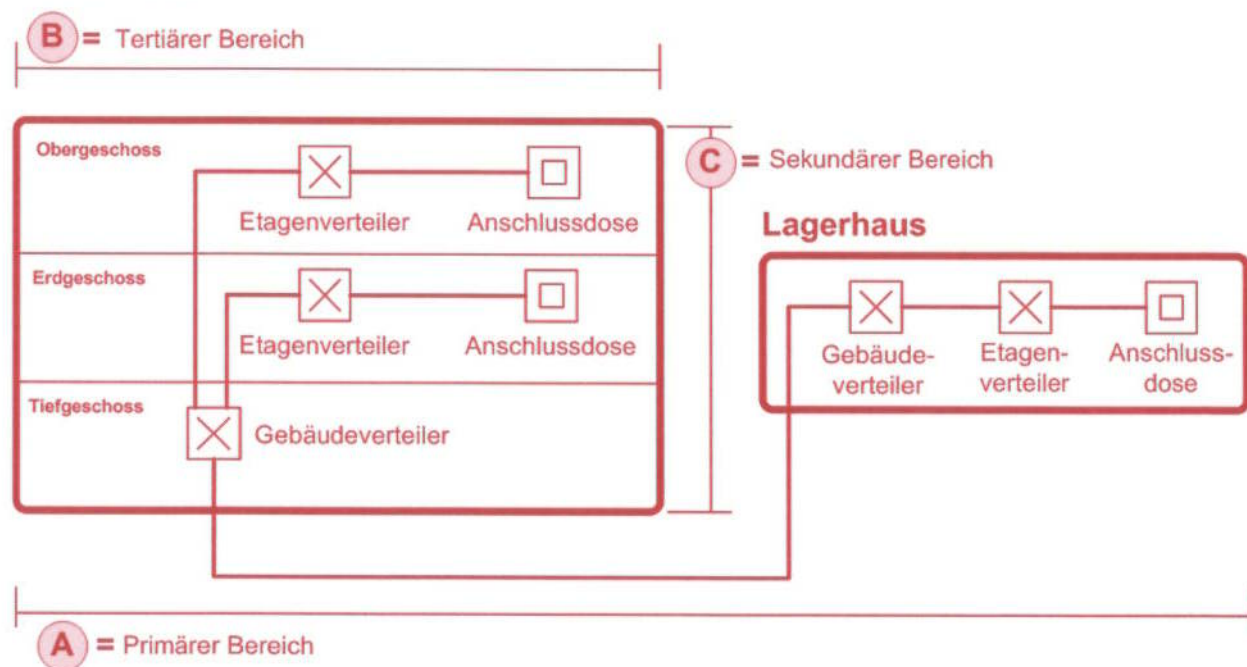 B = Tertiärer Bereich
Obergeschoss
Etagenverteiler
Anschlussdose
C = Sekundärer Bereich
Lagerhaus
Erdgeschoss
Etagenverteiler
Anschlussdose
Gebäude-
verteiler
Etagen-
verteiler
Anschluss-
dose
Tiefgeschoss
Gebäudeverteiler
A = Primärer Bereich